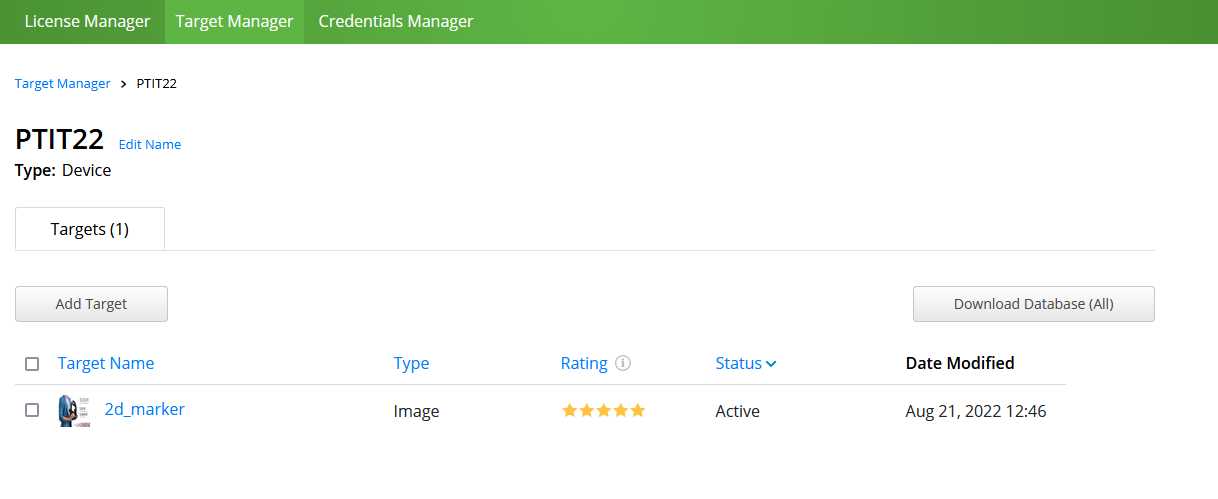 License Manager Target Manager Credentials Manager
Target Manager > PTIT22
PTIT22 Edit Name
Type: Device
Targets (1)
Add Target Download Database (All)
Target Name Type Rating Status Date Modified
2d_marker Image Active Aug 21, 2022 12:46